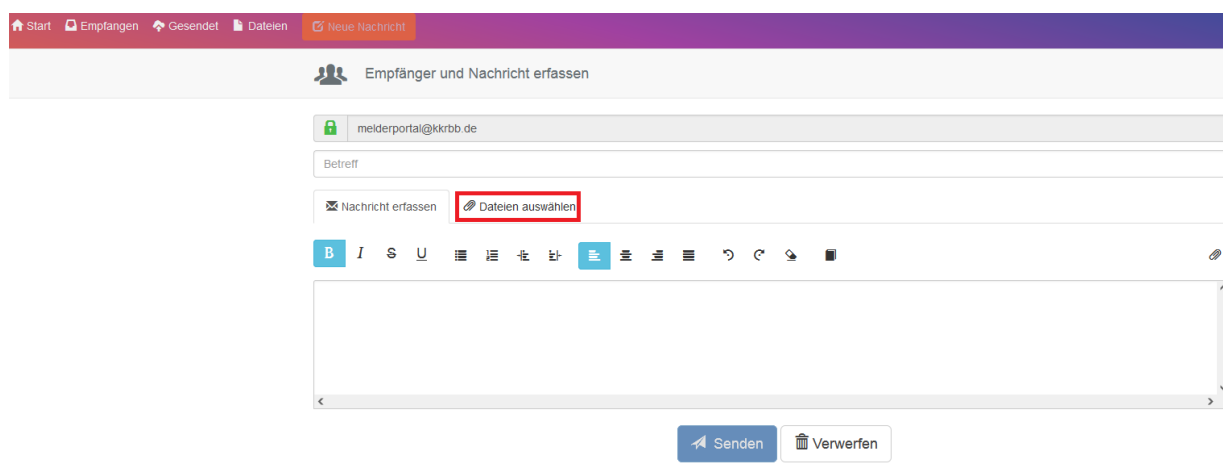 Start Empfangen Gesendet Dateien Neue Nachricht
Empfänger und Nachricht erfassen
melderportal@kkrbb.de
Betreff
Nachricht erfassen Dateien auswählen
B I S U
Senden Verwerfen